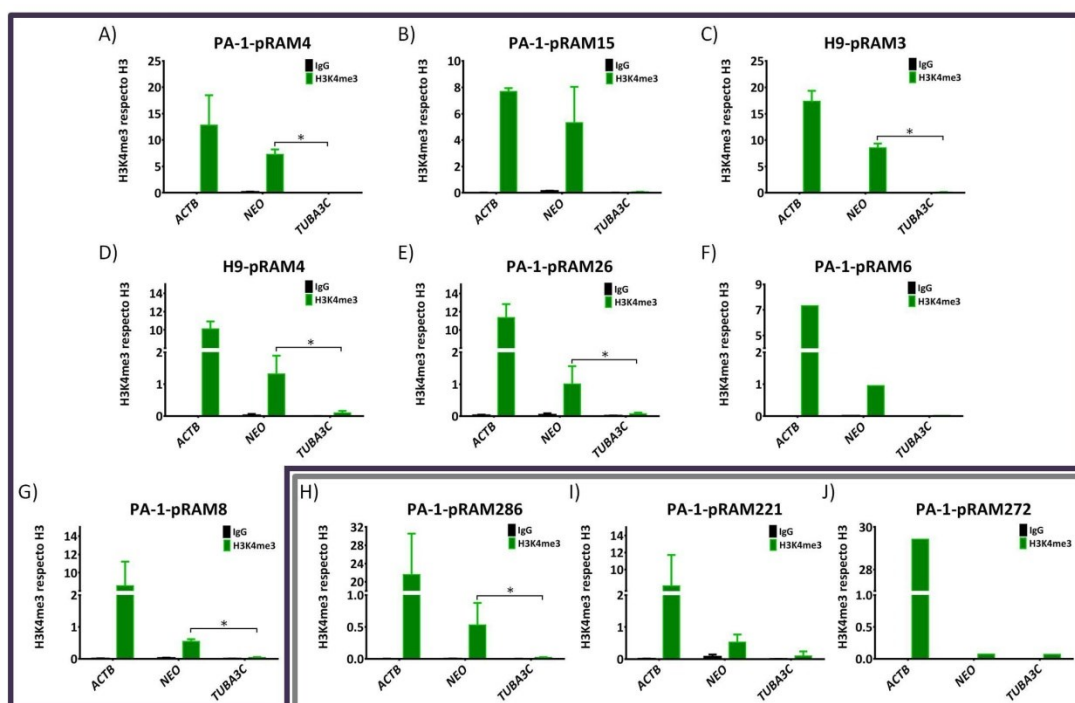 A)
PA-1-pRAM4
H3K4me3 respecto H3
25
20
15
10
5
0
IgG
H3K4me3
*
ACTB
NEO
TUBA3C
B)
PA-1-pRAM15
H3K4me3 respecto H3
10
8
6
4
2
0
IgG
H3K4me3
ACTB
NEO
TUBA3C
C)
H9-pRAM3
H3K4me3 respecto H3
25
20
15
10
5
0
IgG
H3K4me3
*
ACTB
NEO
TUBA3C
D)
H9-pRAM4
H3K4me3 respecto H3
14
12
10
2
1
0
IgG
H3K4me3
*
ACTB
NEO
TUBA3C
E)
PA-1-pRAM26
H3k4me3 respecto H3
14
12
10
2
1
0
IgG
H3K4me3
*
ACTB
NEO
TUBA3C
F)
PA-1-pRAM6
H3K4me3 respecto H3
9
7
5
2
1
0
IgG
H3K4me3
ACTB
NEO
TUBA3C
G)
PA-1-pRAM8
H3K4me3 respecto H3
14
10
6
2
1
0
IgG
H3K4me3
*
ACTB
NEO
TUBA3C
H)
PA-1-pRAM286
H3K4me3 respecto H3
32
28
24
20
1.0
0.5
0.0
IgG
H3K4me3
*
ACTB
NEO
TUBA3C
I)
PA-1-pRAM221
H3K4me3 respecto H3
14
10
6
2
1
0
IgG
H3K4me3
ACTB
NEO
TUBA3C
J)
PA-1-pRAM272
H3K4me3 respecto H3
30
28
1.0
0.5
0.0
IgG
H3K4me3
ACTB
NEO
TUBA3C